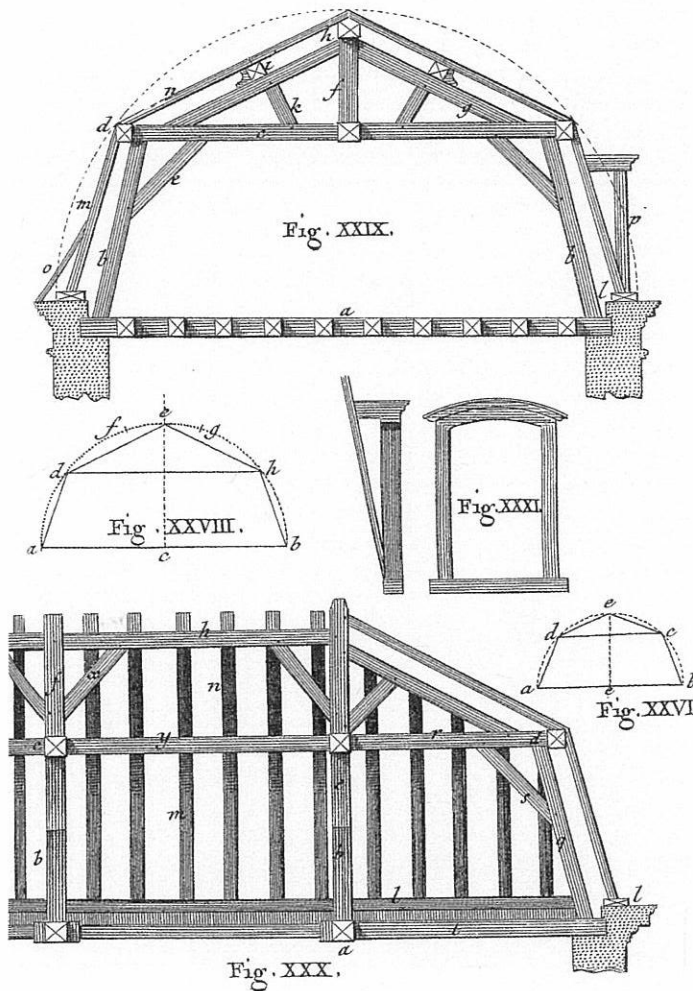 h
i
n
f
k
g
d
c
e
m
p
Fig. XXIX.
b
b
o
l
a
e
f
g
d
h
Fig. XXVIII.
a
c
b
Fig. XXXI.
e
d
c
a
e
b
Fig. XXVI
h
f
x
n
c
y
r
d
e
m
s
q
b
b
l
l
t
a
Fig. XXX.